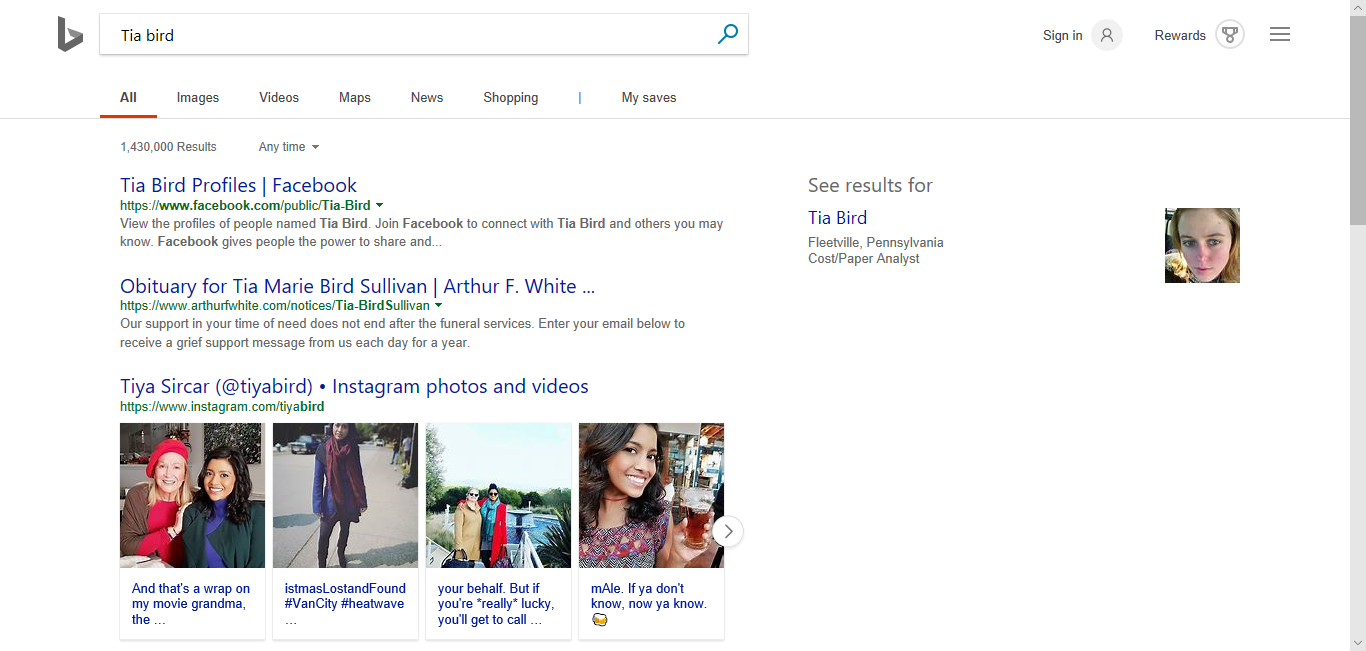 Tia bird
Sign in
Rewards
All Images Videos Maps News Shopping | My saves
1,430,000 Results Any time
Tia Bird Profiles | Facebook
https://www.facebook.com/public/Tia-Bird
View the profiles of people named Tia Bird. Join Facebook to connect with Tia Bird and others you may
know. Facebook gives people the power to share and...
Obituary for Tia Marie Bird Sullivan | Arthur F. White ...
https://www.arthurfwhite.com/notices/Tia-BirdSullivan
Our support in your time of need does not end after the funeral services. Enter your email below to
receive a grief support message from us each day for a year.
Tiya Sircar (@tiyabird) • Instagram photos and videos
https://www.instagram.com/tiyabird
And that's a wrap on
my movie grandma,
the ...
istmasLostandFound
#VanCity #heatwave
...
your behalf. But if
you're *really* lucky,
you'll get to call ...
mAle. If ya don't
know, now ya know.
🍻
See results for
Tia Bird
Fleetville, Pennsylvania
Cost/Paper Analyst